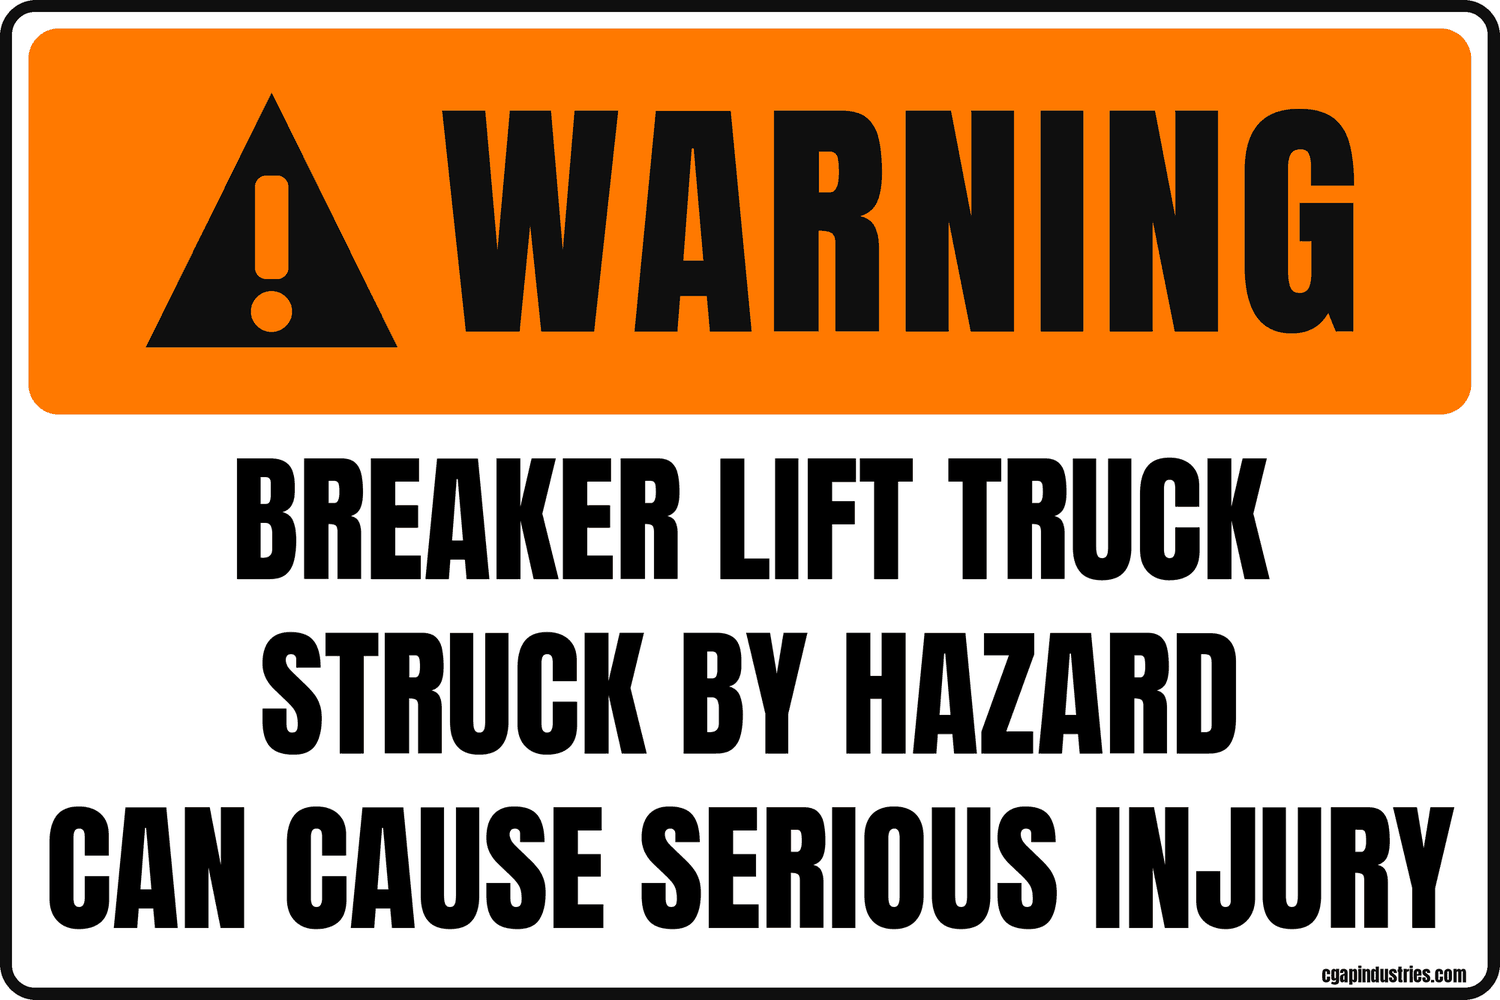 WARNING
BREAKER LIFT TRUCK
STRUCK BY HAZARD
CAN CAUSE SERIOUS INJURY
cgapindustries.com